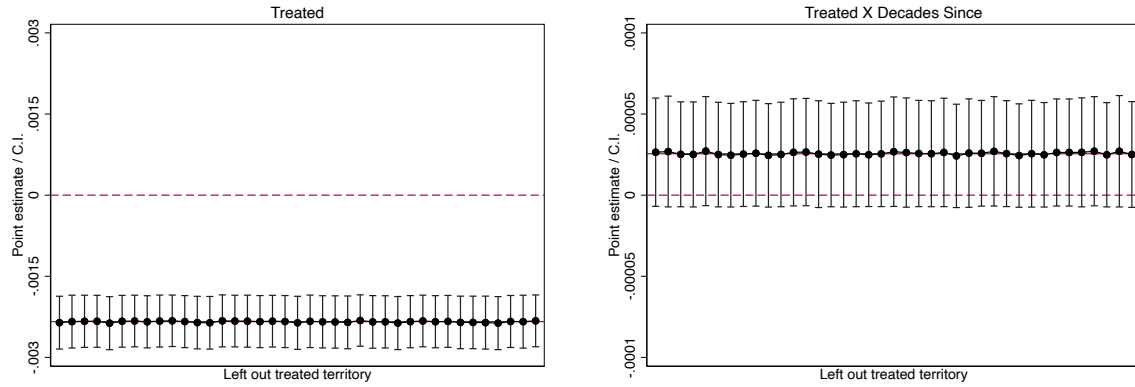 Treated
Point estimate / C.I.
.003
.0015
0
-.0015
-.003
Left out treated territory
Treated X Decades Since
Point estimate / C.I.
.0001
.00005
0
-.00005
-.0001
Left out treated territory